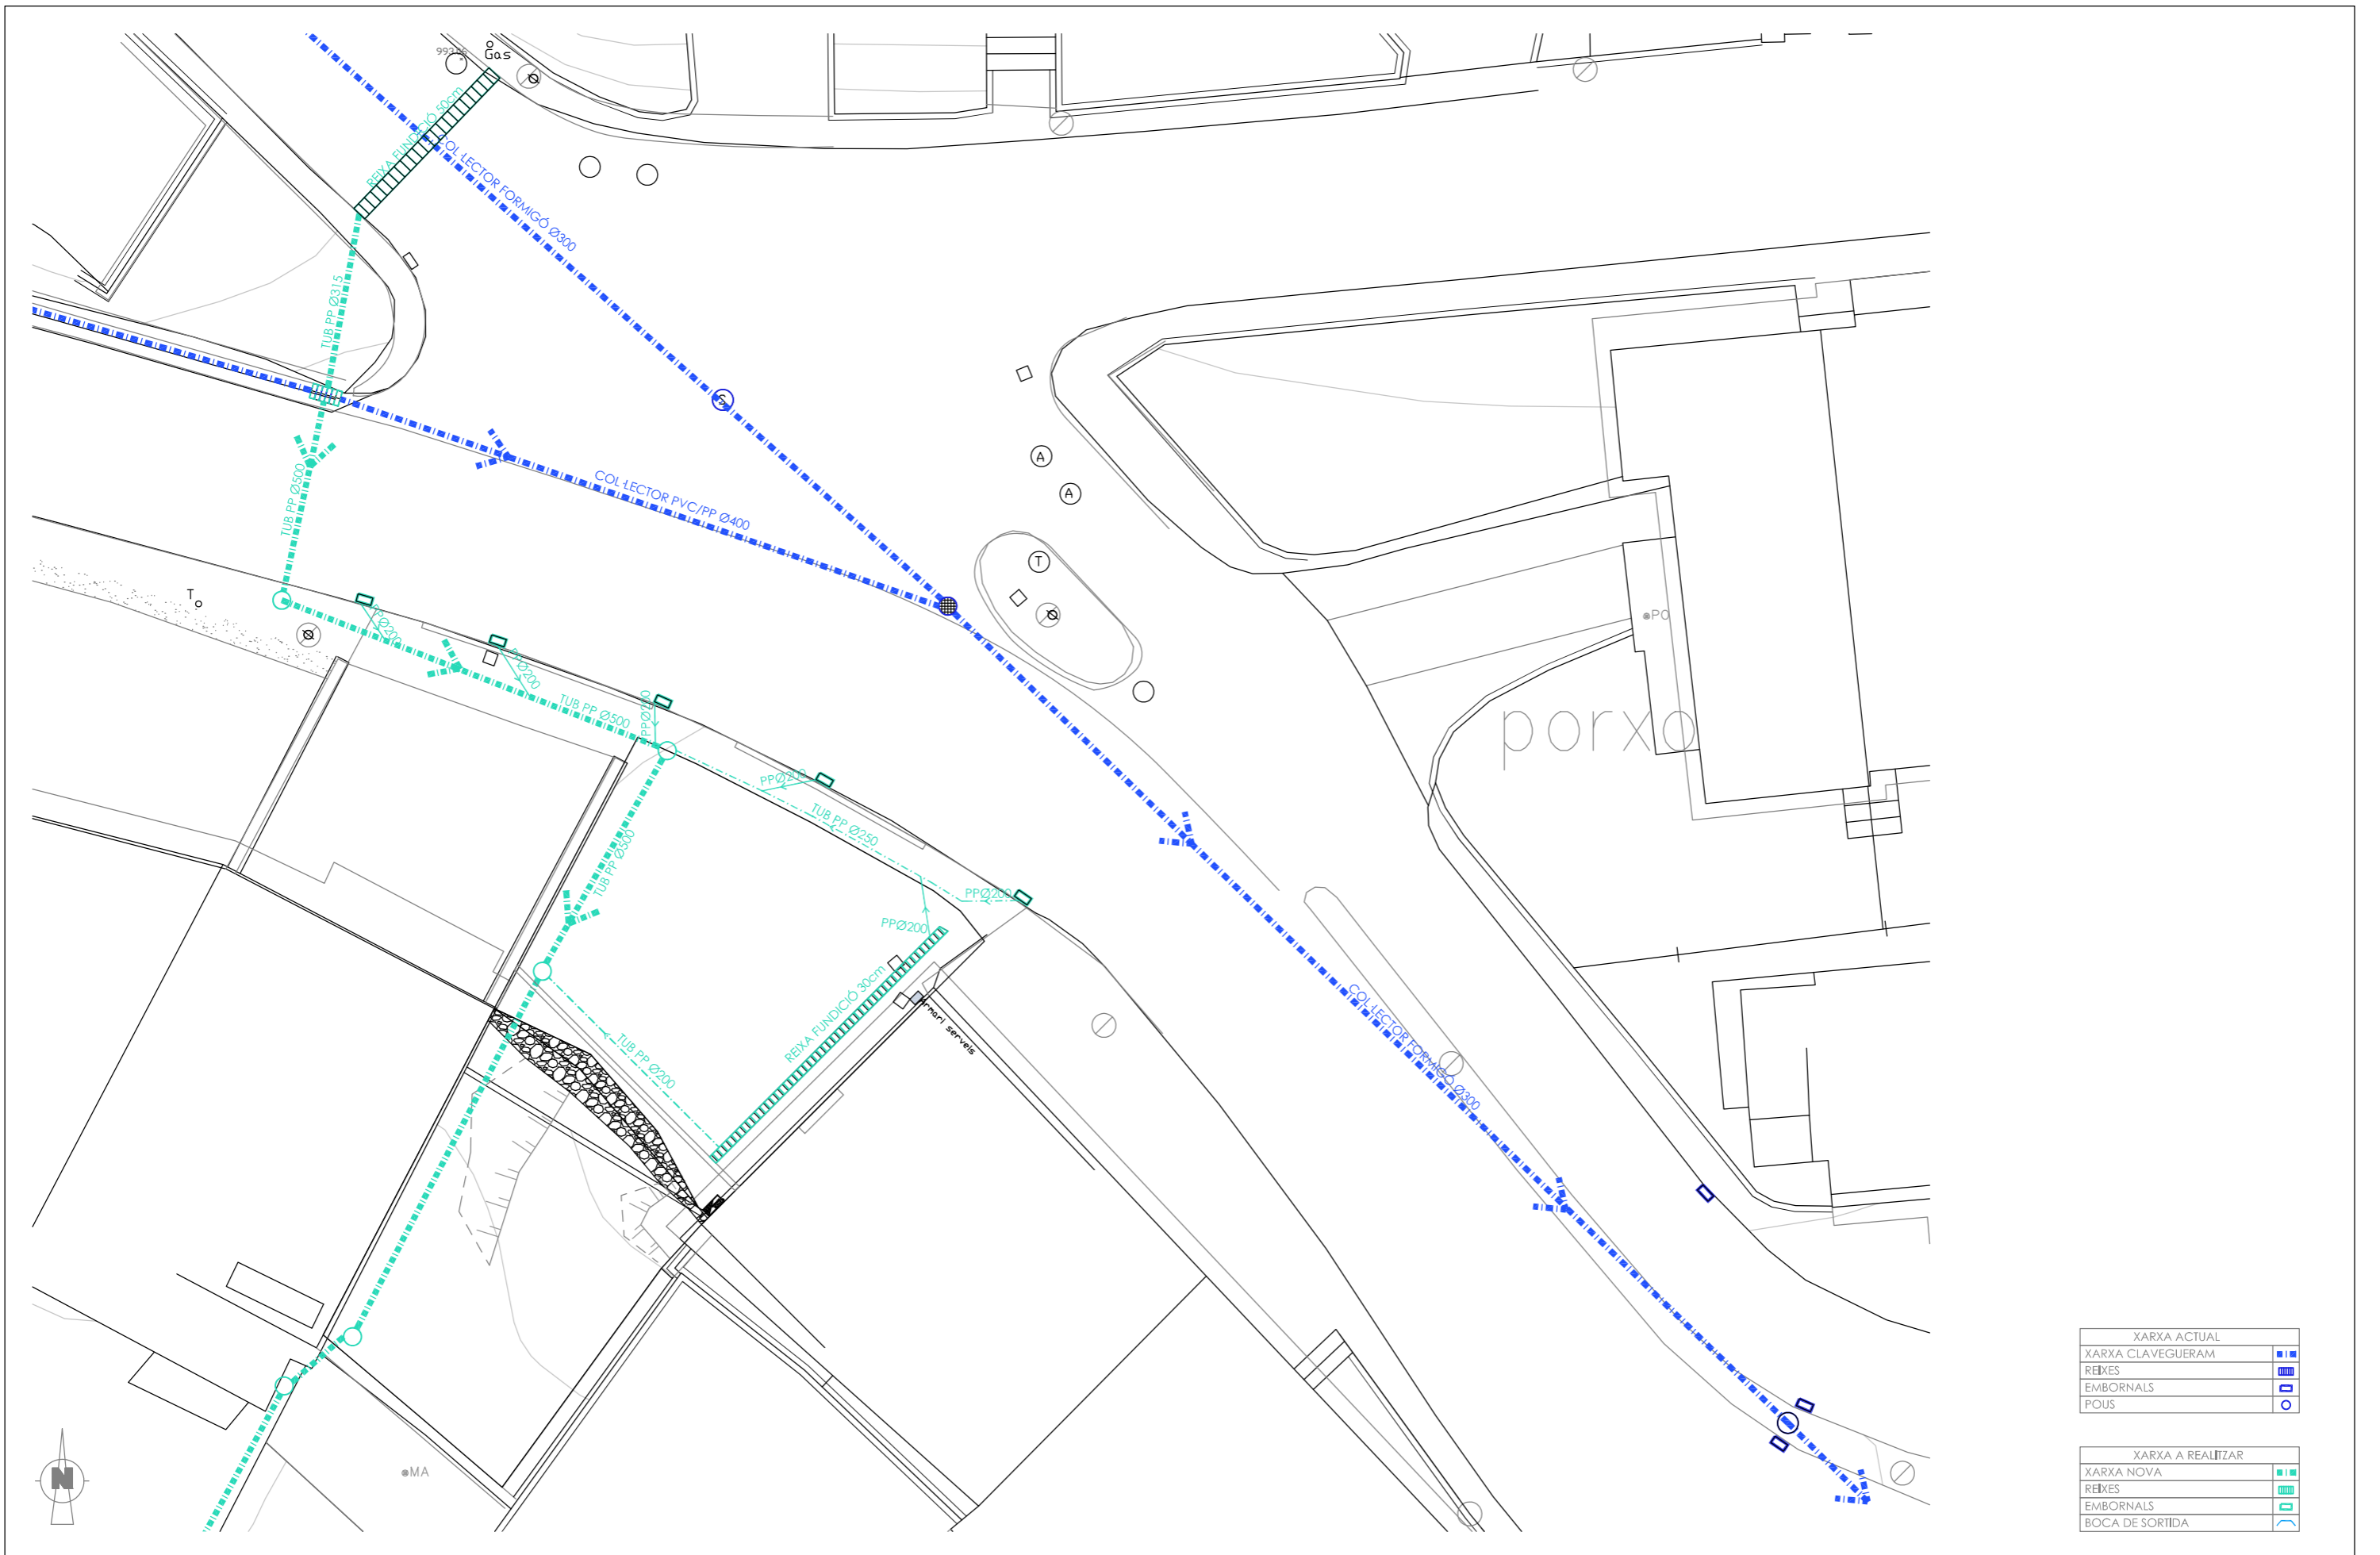 Gas
REIXA FUNDICIÓ 50cm
COL·LECTOR FORMIGÓ Ø300
TUB PP Ø315
S
A
A
COL·LECTOR PVC/PP Ø400
TUB PP Ø500
T
T
PPØ200
PPØ200
PO
PPØ200
TUB PP Ø500
porxo
PPØ200
TUB PP Ø250
TUB PP Ø500
PPØ200
PPØ200
REIXA FUNDICIÓ 30cm
armari serveis
COL·LECTOR FORMIGÓ Ø300
TUB PP Ø200
XARXA ACTUAL
XARXA CLAVEGUERAM
REIXES
EMBORNALS
POUS
XARXA A REALITZAR
XARXA NOVA
REIXES
EMBORNALS
BOCA DE SORTIDA
MA
N